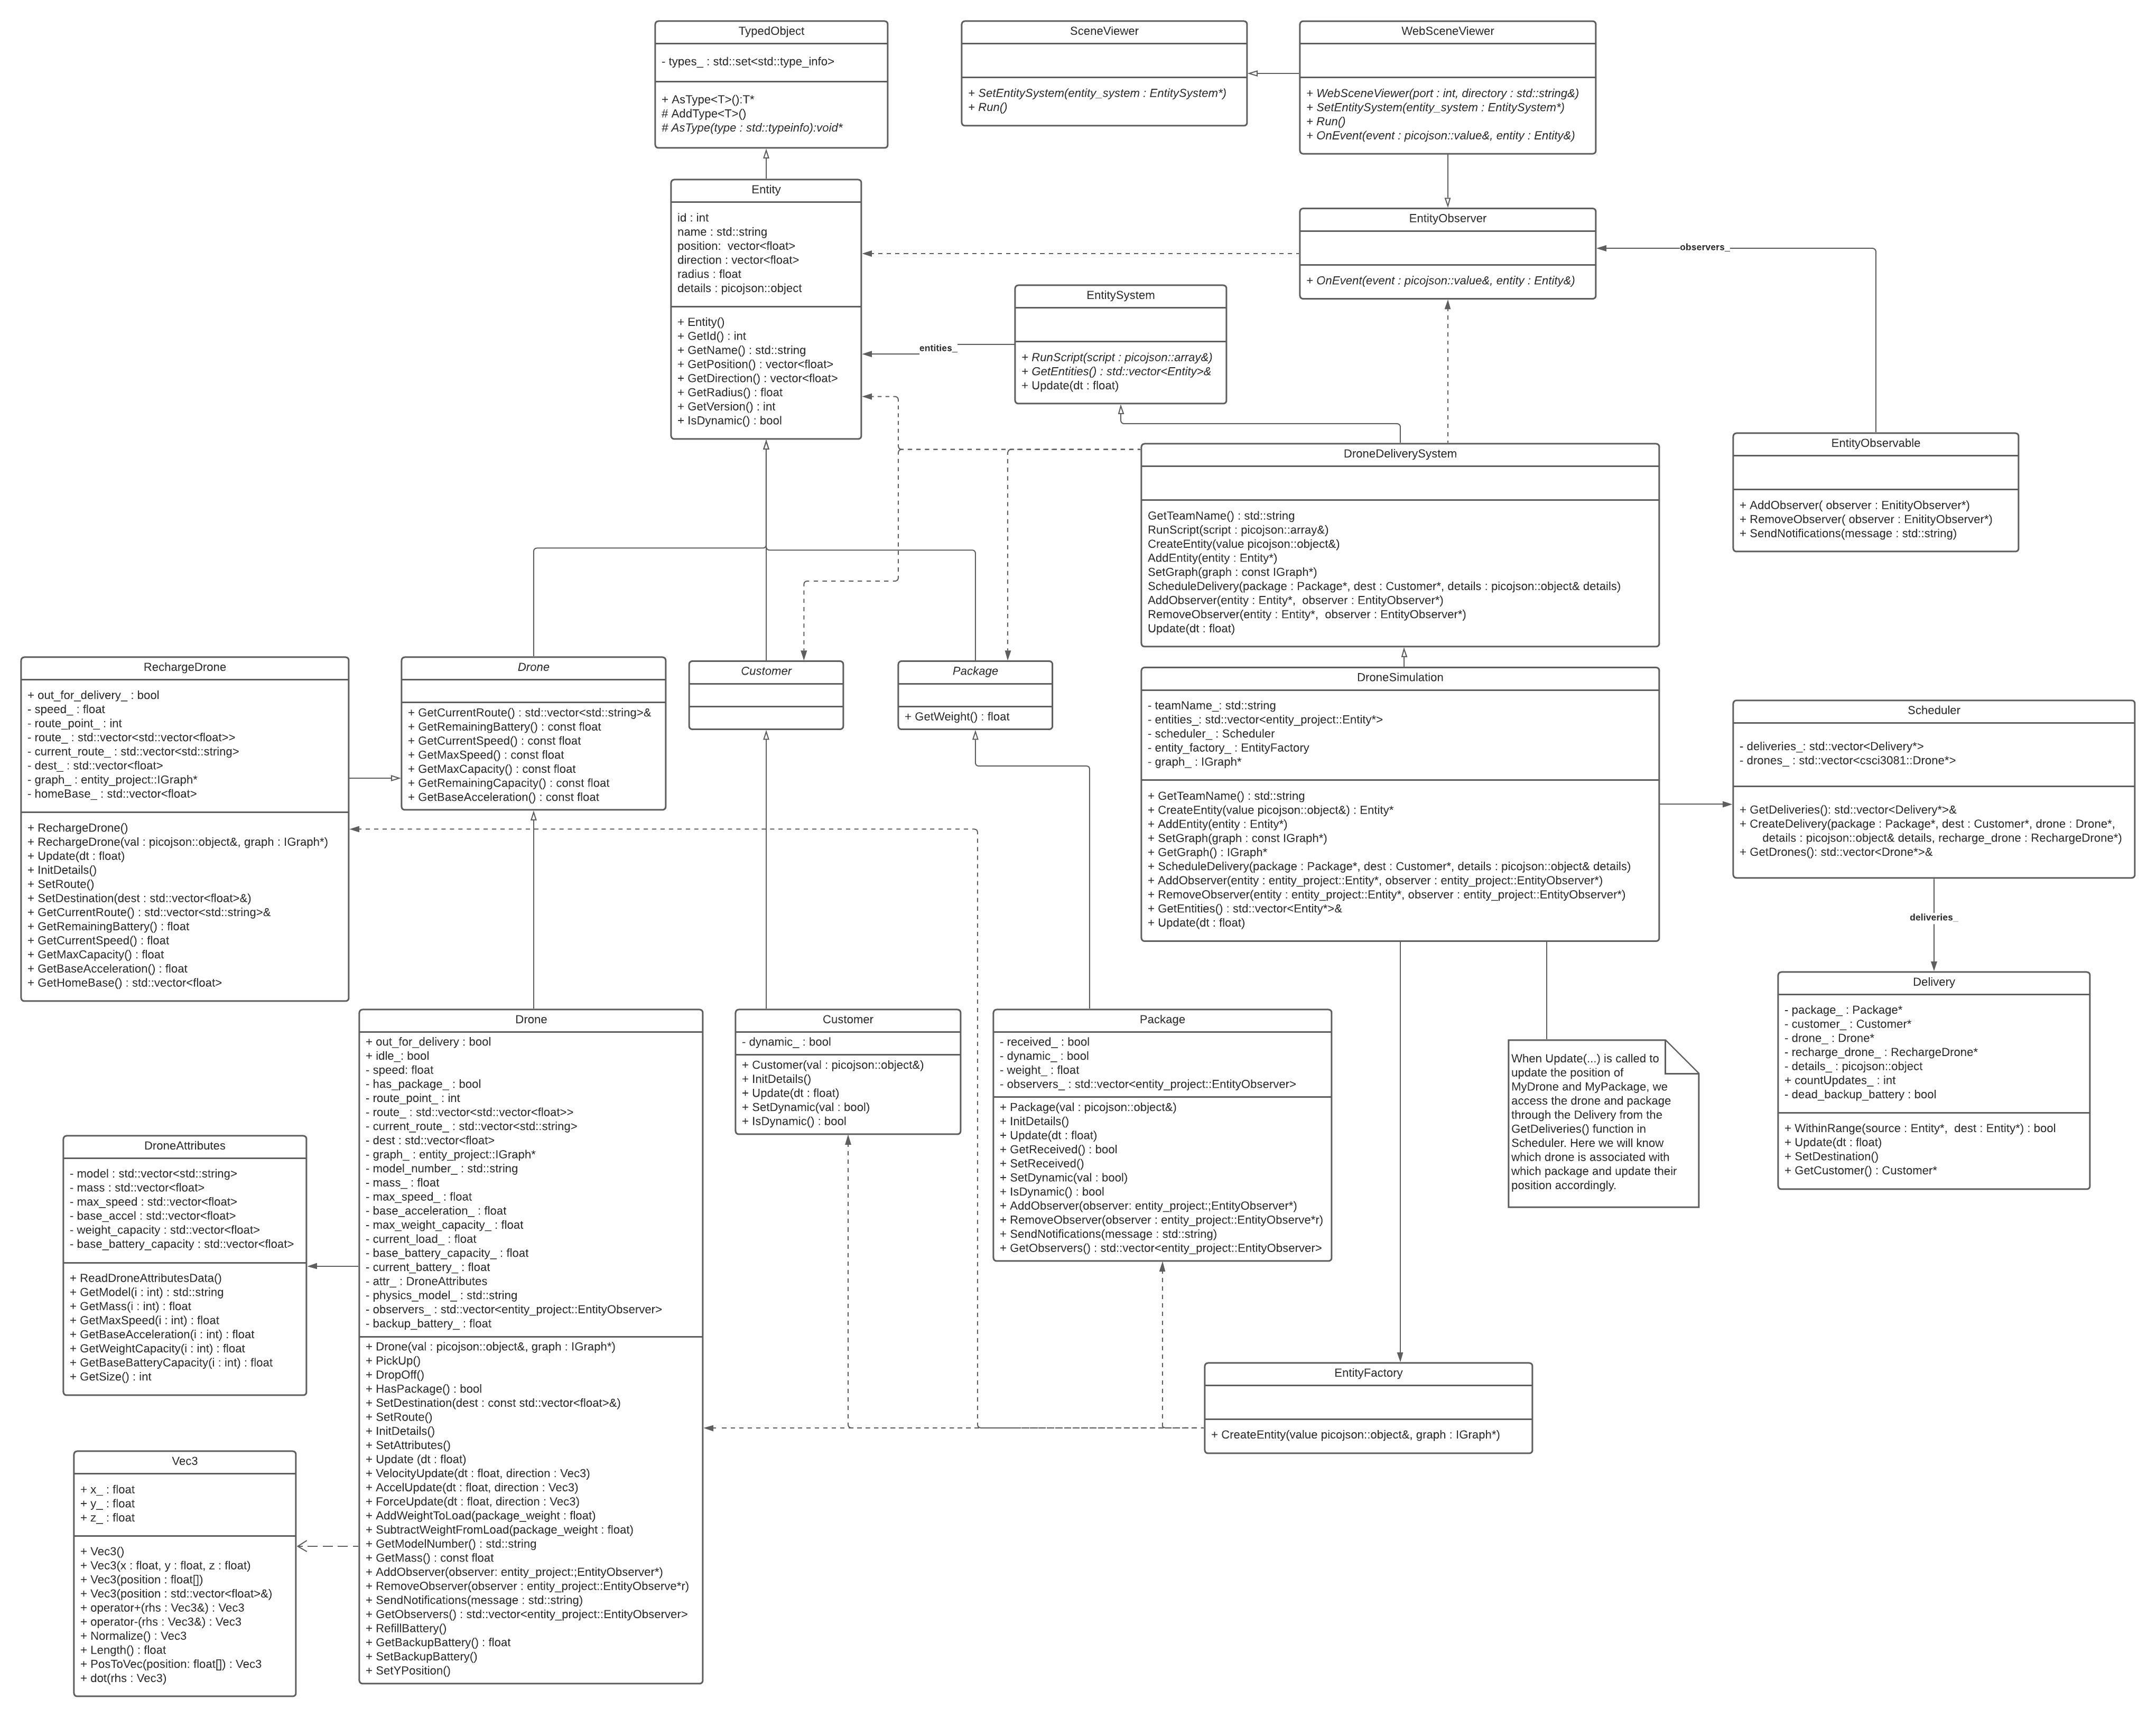 TypedObject
- types_ : std::set<std::type_info>
+ AsType<T>():T*
# AddType<T>()
# AsType(type : std::typeinfo):void*
SceneViewer
+ SetEntitySystem(entity_system : EntitySystem*)
+ Run()
WebSceneViewer
+ WebSceneViewer(port : int, directory : std::string&)
+ SetEntitySystem(entity_system : EntitySystem*)
+ Run()
+ OnEvent(event : picojson::value&, entity : Entity&)
Entity
id : int
name : std::string
position:  vector<float>
direction : vector<float>
radius : float
details : picojson::object
+ Entity()
+ GetId() : int
+ GetName() : std::string
+ GetPosition() : vector<float>
+ GetDirection() : vector<float>
+ GetRadius() : float
+ GetVersion() : int
+ IsDynamic() : bool
EntityObserver
+ OnEvent(event : picojson::value&, entity : Entity&)
observers_
EntitySystem
+ RunScript(script : picojson::array&)
+ GetEntities() : std::vector<Entity>&
+ Update(dt : float)
entities_
EntityObservable
+ AddObserver( observer : EnitityObserver*)
+ RemoveObserver( observer : EnitityObserver*)
+ SendNotifications(message : std::string)
DroneDeliverySystem
GetTeamName() : std::string
RunScript(script : picojson::array&)
CreateEntity(value picojson::object&)
AddEntity(entity : Entity*)
SetGraph(graph : const IGraph*)
ScheduleDelivery(package : Package*, dest : Customer*, details : picojson::object& details)
AddObserver(entity : Entity*,  observer : EntityObserver*)
RemoveObserver(entity : Entity*,  observer : EntityObserver*)
Update(dt : float)
RechargeDrone
+ out_for_delivery_ : bool
- speed_ : float
- route_point_ : int
- route_ : std::vector<std::vector<float>>
- current_route_ : std::vector<std::string>
- dest_ : std::vector<float>
- graph_ : entity_project::IGraph*
- homeBase_ : std::vector<float>
+ RechargeDrone()
+ RechargeDrone(val : picojson::object&, graph : IGraph*)
+ Update(dt : float)
+ InitDetails()
+ SetRoute()
+ SetDestination(dest : std::vector<float>&)
+ GetCurrentRoute() : std::vector<std::string>&
+ GetRemainingBattery() : float
+ GetCurrentSpeed() : float
+ GetMaxCapacity() : float
+ GetBaseAcceleration() : float
+ GetHomeBase() : std::vector<float>
Drone
+ GetCurrentRoute() : std::vector<std::string>&
+ GetRemainingBattery() : const float
+ GetCurrentSpeed() : const float
+ GetMaxSpeed() : const float
+ GetMaxCapacity() : const float
+ GetRemainingCapacity() : const float
+ GetBaseAcceleration() : const float
Customer
Package
+ GetWeight() : float
DroneSimulation
- teamName_: std::string
- entities_: std::vector<entity_project::Entity*>
- scheduler_ : Scheduler
- entity_factory_ : EntityFactory
- graph_ : IGraph*
+ GetTeamName() : std::string
+ CreateEntity(value picojson::object&) : Entity*
+ AddEntity(entity : Entity*)
+ SetGraph(graph : const IGraph*)
+ GetGraph() : IGraph*
+ ScheduleDelivery(package : Package*, dest : Customer*, details : picojson::object& details)
+ AddObserver(entity : entity_project::Entity*, observer : entity_project::EntityObserver*)
+ RemoveObserver(entity : entity_project::Entity*, observer : entity_project::EntityObserver*)
+ GetEntities() : std::vector<Entity*>&
+ Update(dt : float)
Scheduler
- deliveries_: std::vector<Delivery*>
- drones_ : std::vector<csci3081::Drone*>
+ GetDeliveries(): std::vector<Delivery*>&
+ CreateDelivery(package : Package*, dest : Customer*, drone : Drone*,
details : picojson::object& details, recharge_drone : RechargeDrone*)
+ GetDrones(): std::vector<Drone*>&
deliveries_
Delivery
- package_ : Package*
- customer_ : Customer*
- drone_ : Drone*
- recharge_drone_ : RechargeDrone*
- details_ : picojson::object
+ countUpdates_ : int
- dead_backup_battery : bool
+ WithinRange(source : Entity*,  dest : Entity*) : bool
+ Update(dt : float)
+ SetDestination()
+ GetCustomer() : Customer*
Drone
+ out_for_delivery : bool
+ idle_: bool
- speed: float
- has_package_ : bool
- route_point_ : int
- route_ : std::vector<std::vector<float>>
- current_route_ : std::vector<std::string>
- dest : std::vector<float>
- graph_ : entity_project::IGraph*
- model_number_ : std::string
- mass_ : float
- max_speed_ : float
- base_acceleration_ : float
- max_weight_capacity_ : float
- current_load_ : float
- base_battery_capacity_ : float
- current_battery_ : float
- attr_ : DroneAttributes
- physics_model_ : std::string
- observers_ : std::vector<entity_project::EntityObserver>
- backup_battery_ : float
+ Drone(val : picojson::object&, graph : IGraph*)
+ PickUp()
+ DropOff()
+ HasPackage() : bool
+ SetDestination(dest : const std::vector<float>&)
+ SetRoute()
+ InitDetails()
+ SetAttributes()
+ Update (dt : float)
+ VelocityUpdate(dt : float, direction : Vec3)
+ AccelUpdate(dt : float, direction : Vec3)
+ ForceUpdate(dt : float, direction : Vec3)
+ AddWeightToLoad(package_weight : float)
+ SubtractWeightFromLoad(package_weight : float)
+ GetModelNumber() : std::string
+ GetMass() : const float
+ AddObserver(observer: entity_project:;EntityObserver*)
+ RemoveObserver(observer : entity_project::EntityObserve*r)
+ SendNotifications(message : std::string)
+ GetObservers() : std::vector<entity_project::EntityObserver>
+ RefillBattery()
+ GetBackupBattery() : float
+ SetBackupBattery()
+ SetYPosition()
Customer
- dynamic_ : bool
+ Customer(val : picojson::object&)
+ InitDetails()
+ Update(dt : float)
+ SetDynamic(val : bool)
+ IsDynamic() : bool
Package
- received_ : bool
- dynamic_ : bool
- weight_ : float
- observers_ : std::vector<entity_project::EntityObserver>
+ Package(val : picojson::object&)
+ InitDetails()
+ Update(dt : float)
+ GetReceived() : bool
+ SetReceived()
+ SetDynamic(val : bool)
+ IsDynamic() : bool
+ AddObserver(observer: entity_project:;EntityObserver*)
+ RemoveObserver(observer : entity_project::EntityObserve*r)
+ SendNotifications(message : std::string)
+ GetObservers() : std::vector<entity_project::EntityObserver>
When Update(...) is called to
update the position of
MyDrone and MyPackage, we
access the drone and package
through the Delivery from the
GetDeliveries() function in
Scheduler. Here we will know
which drone is associated with
which package and update their
position accordingly.
DroneAttributes
- model : std::vector<std::string>
- mass : std::vector<float>
- max_speed : std::vector<float>
- base_accel : std::vector<float>
- weight_capacity : std::vector<float>
- base_battery_capacity : std::vector<float>
+ ReadDroneAttributesData()
+ GetModel(i : int) : std::string
+ GetMass(i : int) : float
+ GetMaxSpeed(i : int) : float
+ GetBaseAcceleration(i : int) : float
+ GetWeightCapacity(i : int) : float
+ GetBaseBatteryCapacity(i : int) : float
+ GetSize() : int
EntityFactory
+ CreateEntity(value picojson::object&, graph : IGraph*)
Vec3
+ x_ : float
+ y_ : float
+ z_ : float
+ Vec3()
+ Vec3(x : float, y : float, z : float)
+ Vec3(position : float[])
+ Vec3(position : std::vector<float>&)
+ operator+(rhs : Vec3&) : Vec3
+ operator-(rhs : Vec3&) : Vec3
+ Normalize() : Vec3
+ Length() : float
+ PosToVec(position: float[]) : Vec3
+ dot(rhs : Vec3)